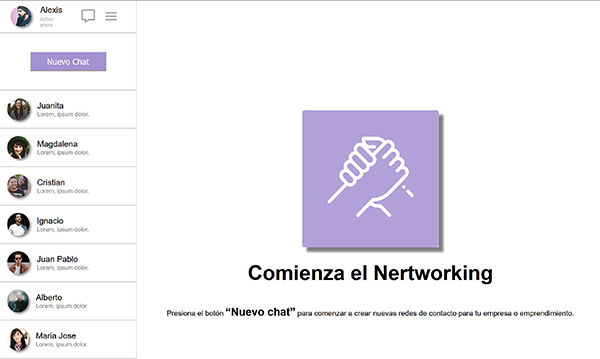 Alexis
Activo
ahora
Nuevo Chat
Juanita
Lorem, ipsum dolor.
Magdalena
Lorem, ipsum dolor.
Cristian
Lorem, ipsum dolor.
Ignacio
Lorem, ipsum dolor.
Juan Pablo
Lorem, ipsum dolor.
Alberto
Lorem, ipsum dolor.
Maria Jose
Lorem, ipsum dolor.
Comienza el Nertworking
Presiona el botón “Nuevo chat” para comenzar a crear nuevas redes de contacto para tu empresa o emprendimiento.